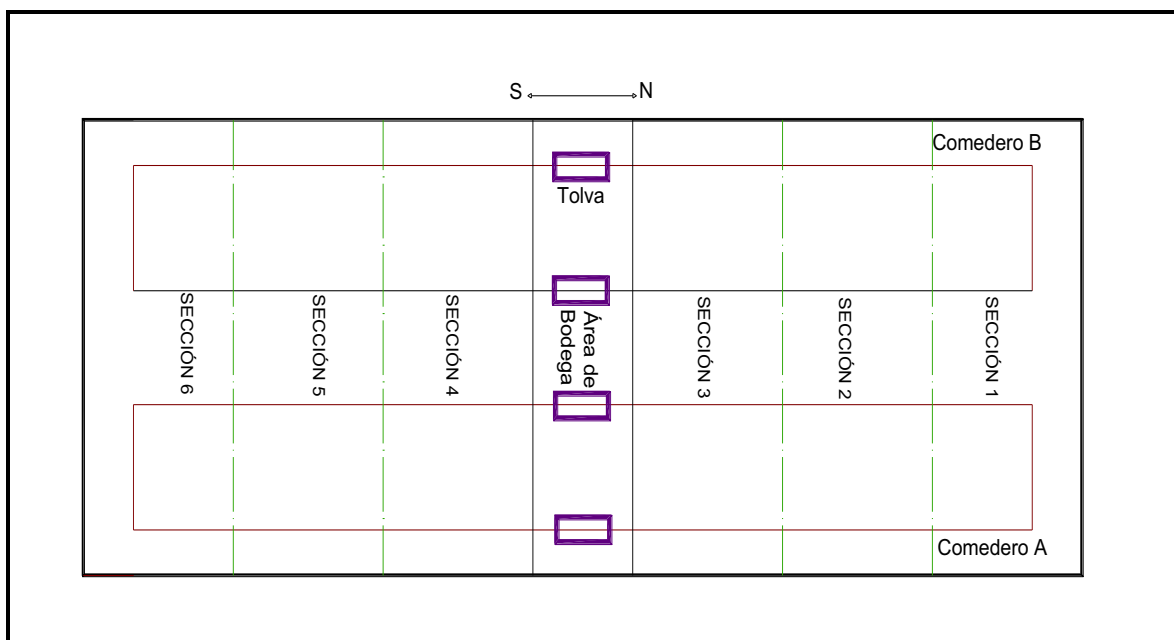 S N
Comedero B
Tolva
SECCIÓN 6
SECCIÓN 5
SECCIÓN 4
Área de
Bodega
SECCIÓN 3
SECCIÓN 2
SECCIÓN 1
Comedero A